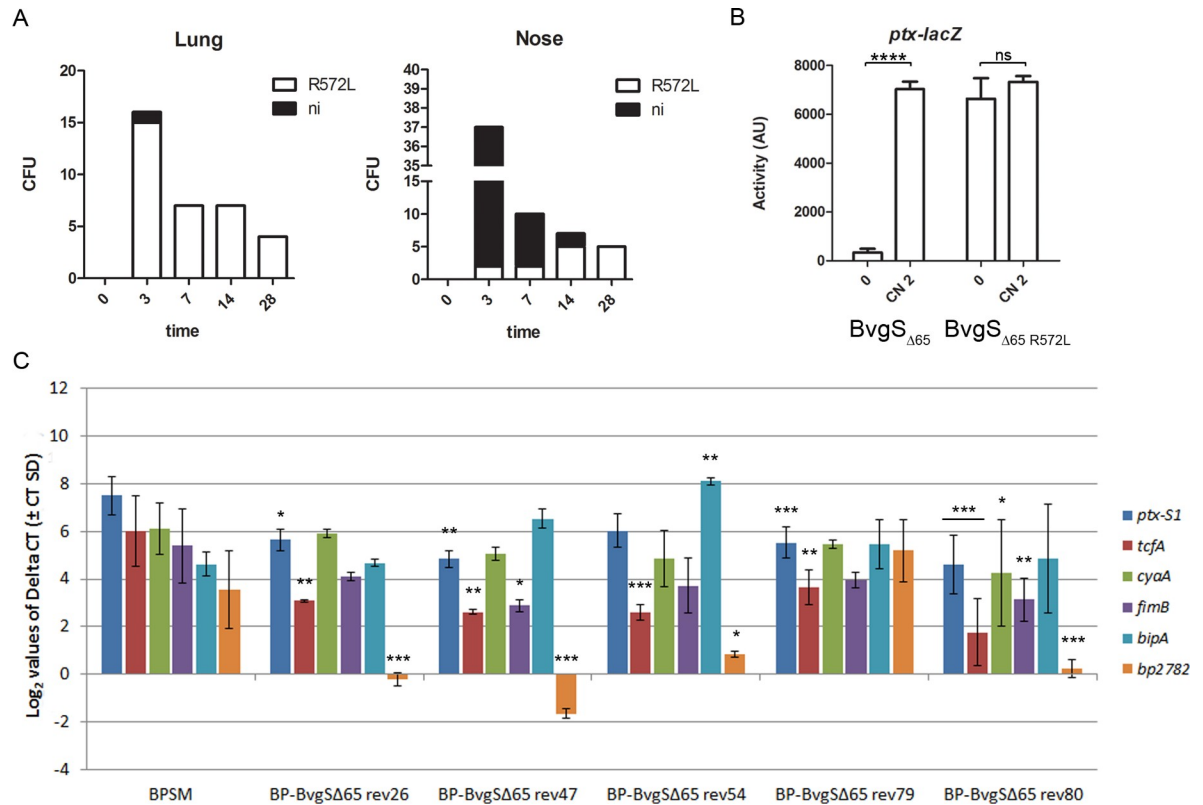 A
Lung
20
15
10
5
0
CFU
R572L
ni
0 3 7 14 28
time
Nose
40
39
38
37
36
35
15
10
5
0
CFU
R572L
ni
0 3 7 14 28
time
B
ptx-lacZ
**** ns
8000
6000
4000
2000
0
Activity (AU)
0 CN 2 0 CN 2
BvgSΔ65 BvgSΔ65 R572L
C
12
10
8
6
4
2
0
-2
-4
Log2 values of Delta CT (± CT SD)
* ** ***
** ** * ***
*** ** *
*** **
*** * ** ***
ptx-S1
tcfA
cyaA
fimB
bipA
bp2782
BPSM BP-BvgSΔ65 rev26 BP-BvgSΔ65 rev47 BP-BvgSΔ65 rev54 BP-BvgSΔ65 rev79 BP-BvgSΔ65 rev80